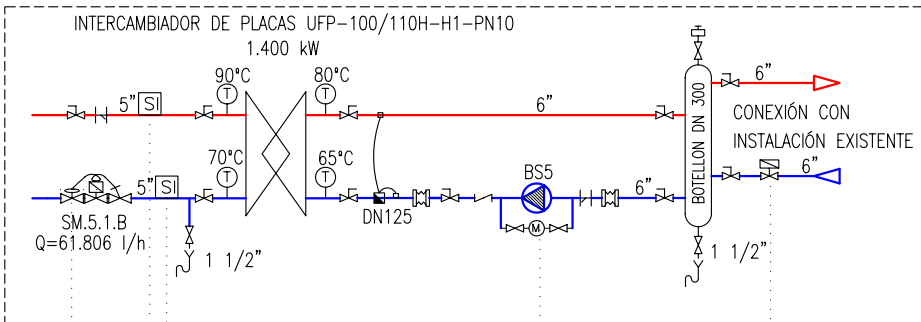 INTERCAMBIADOR DE PLACAS UFP-100/110H-H1-PN10
1.400 kW
90°C
80°C
5"
SI
T
T
6"
6"
CONEXIÓN CON
INSTALACIÓN EXISTENTE
BOTELLON DN 300
70°C
65°C
5"
SI
T
T
BS5
6"
6"
DN125
M
SM.5.1.B
Q=61.806 l/h
1 1/2"
1 1/2"